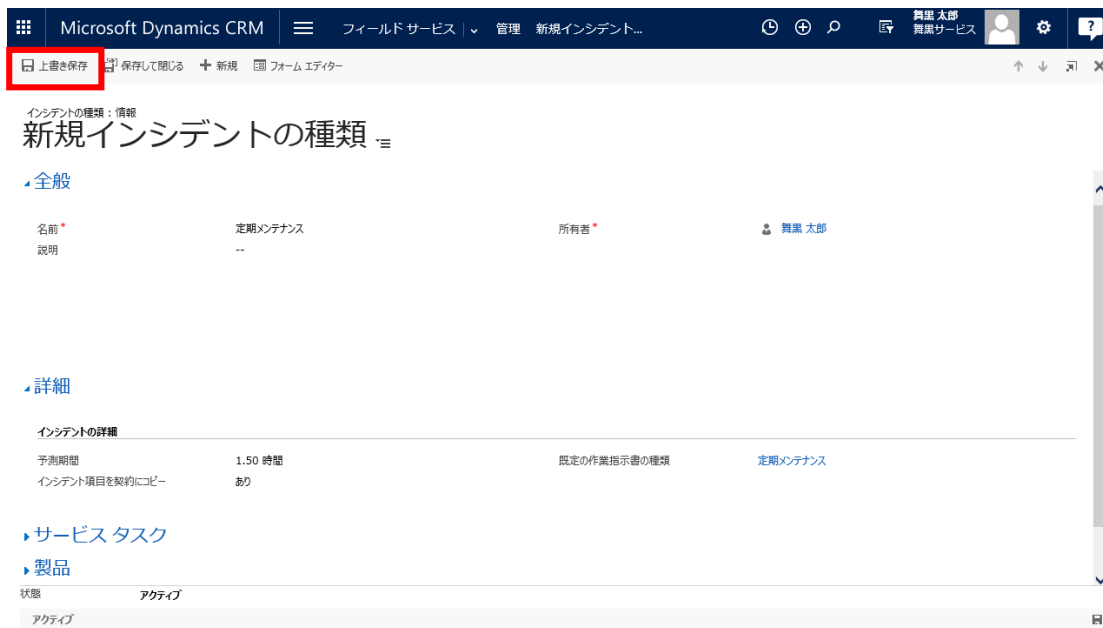 Microsoft Dynamics CRM フィールド サービス 管理 新規インシデント... 舞黒 太郎
舞黒サービス
上書き保存 保存して閉じる 新規 フォーム エディター
インシデントの種類 : 情報
新規インシデントの種類
全般
名前* 定期メンテナンス 所有者* 舞黒 太郎
説明 --
詳細
インシデントの詳細
予測期間 1.50 時間 既定の作業指示書の種類 定期メンテナンス
インシデント項目を契約にコピー あり
サービス タスク
製品
状態 アクティブ
アクティブ